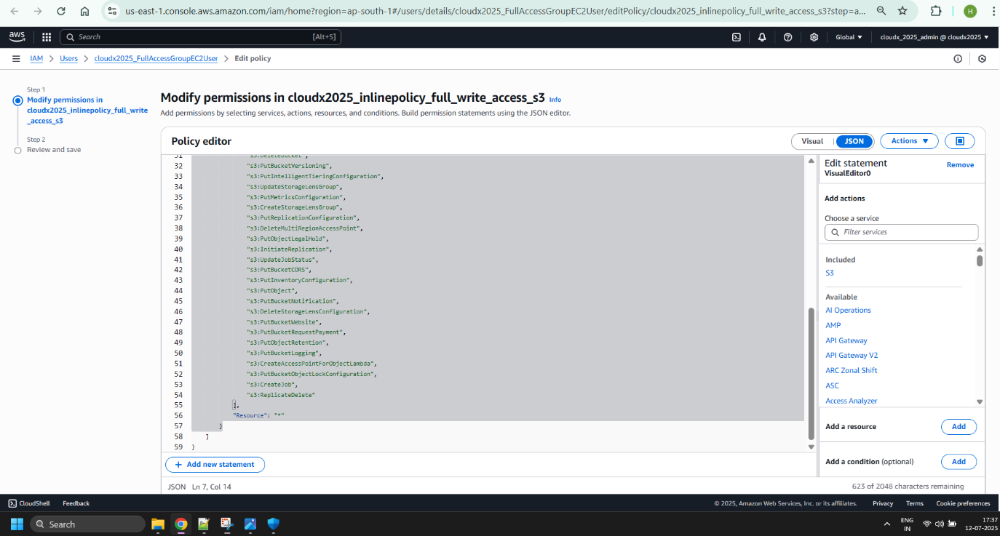 us-east-1.console.aws.amazon.com/iam/home?region=ap-south-1#/users/details/cloudx2025_FullAccessGroupEC2User/editPolicy/cloudx2025_inlinepolicy_full_write_access_s3?step=a...
H
aws
Search
[Alt+S]
Global
cloudx_2025_admin @ cloudx2025
IAM > Users > cloudx2025_FullAccessGroupEC2User > Edit policy
Step 1
Modify permissions in
cloudx2025_inlinepolicy_full_write
_access_s3
Step 2
Review and save
Modify permissions in cloudx2025_inlinepolicy_full_write_access_s3 Info
Add permissions by selecting services, actions, resources, and conditions. Build permission statements using the JSON editor.
Policy editor
Visual
JSON
Actions
31 "s3:DeleteBucket",
32 "s3:PutBucketVersioning",
33 "s3:PutIntelligentTieringConfiguration",
34 "s3:UpdateStorageLensGroup",
35 "s3:PutMetricsConfiguration",
36 "s3:CreateStorageLensGroup",
37 "s3:PutReplicationConfiguration",
38 "s3:DeleteMultiRegionAccessPoint",
39 "s3:PutObjectLegalHold",
40 "s3:InitiateReplication",
41 "s3:UpdateJobStatus",
42 "s3:PutBucketCORS",
43 "s3:PutInventoryConfiguration",
44 "s3:PutObject",
45 "s3:PutBucketNotification",
46 "s3:DeleteStorageLensConfiguration",
47 "s3:PutBucketWebsite",
48 "s3:PutBucketRequestPayment",
49 "s3:PutObjectRetention",
50 "s3:PutBucketLogging",
51 "s3:CreateAccessPointForObjectLambda",
52 "s3:PutBucketObjectLockConfiguration",
53 "s3:CreateJob",
54 "s3:ReplicateDelete"
55 ],
56 "Resource": "*"
57 }
58 ]
59 }
+ Add new statement
JSON Ln 7, Col 14
Edit statement
VisualEditor0
Remove
Add actions
Choose a service
Filter services
Included
S3
Available
AI Operations
AMP
API Gateway
API Gateway V2
ARC Zonal Shift
ASC
Access Analyzer
Add a resource
Add
Add a condition (optional)
Add
623 of 2048 characters remaining
CloudShell
Feedback
© 2025, Amazon Web Services, Inc. or its affiliates.
Privacy
Terms
Cookie preferences
Search
ENG
IN
17:37
12-07-2025